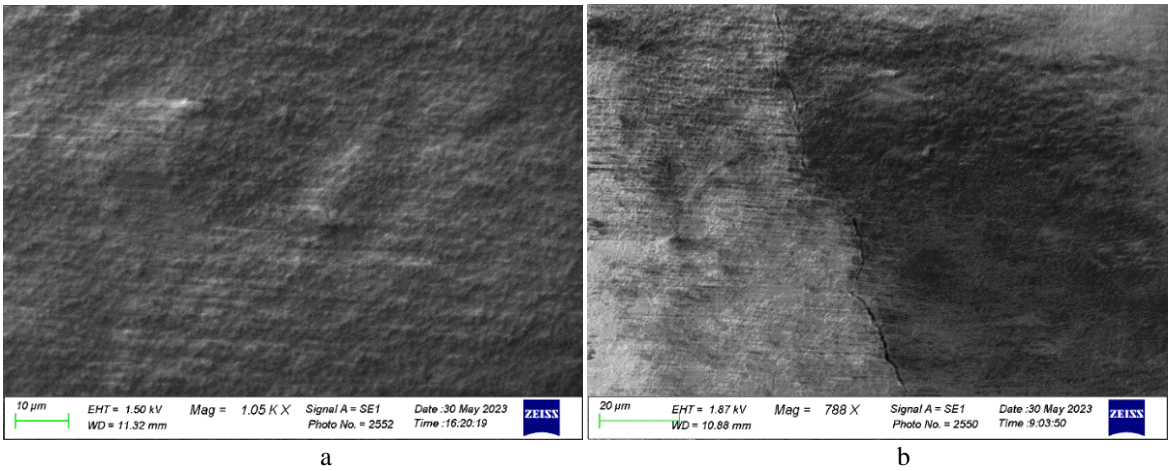 10 µm
EHT = 1.50 kV
WD = 11.32 mm
Mag = 1.05 K X
Signal A = SE1
Photo No. = 2552
Date :30 May 2023
Time :16:20:19
ZEISS
a
20 µm
EHT = 1.87 kV
WD = 10.88 mm
Mag = 788 X
Signal A = SE1
Photo No. = 2550
Date :30 May 2023
Time :9:03:50
ZEISS
b